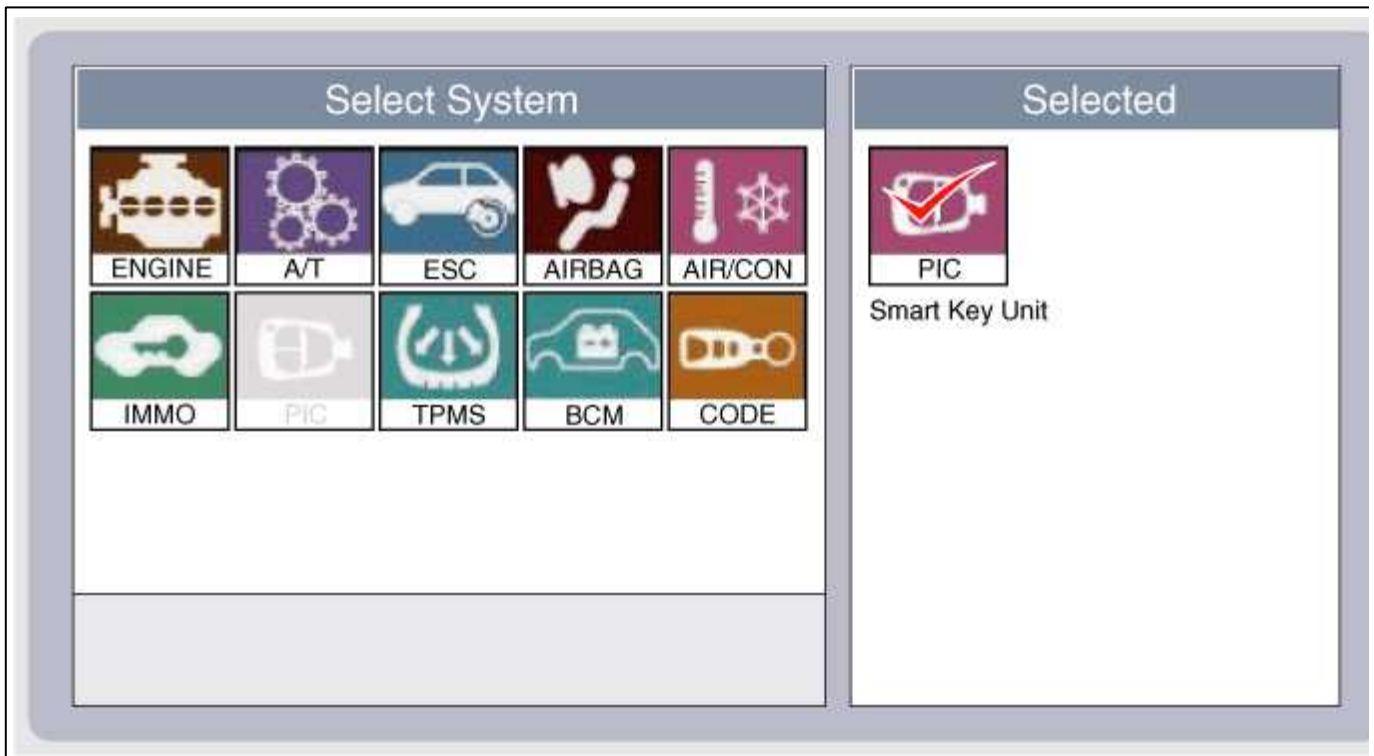 Select System
Selected
ENGINE
A/T
ESC
AIRBAG
AIR/CON
PIC
Smart Key Unit
IMMO
PIC
TPMS
BCM
CODE